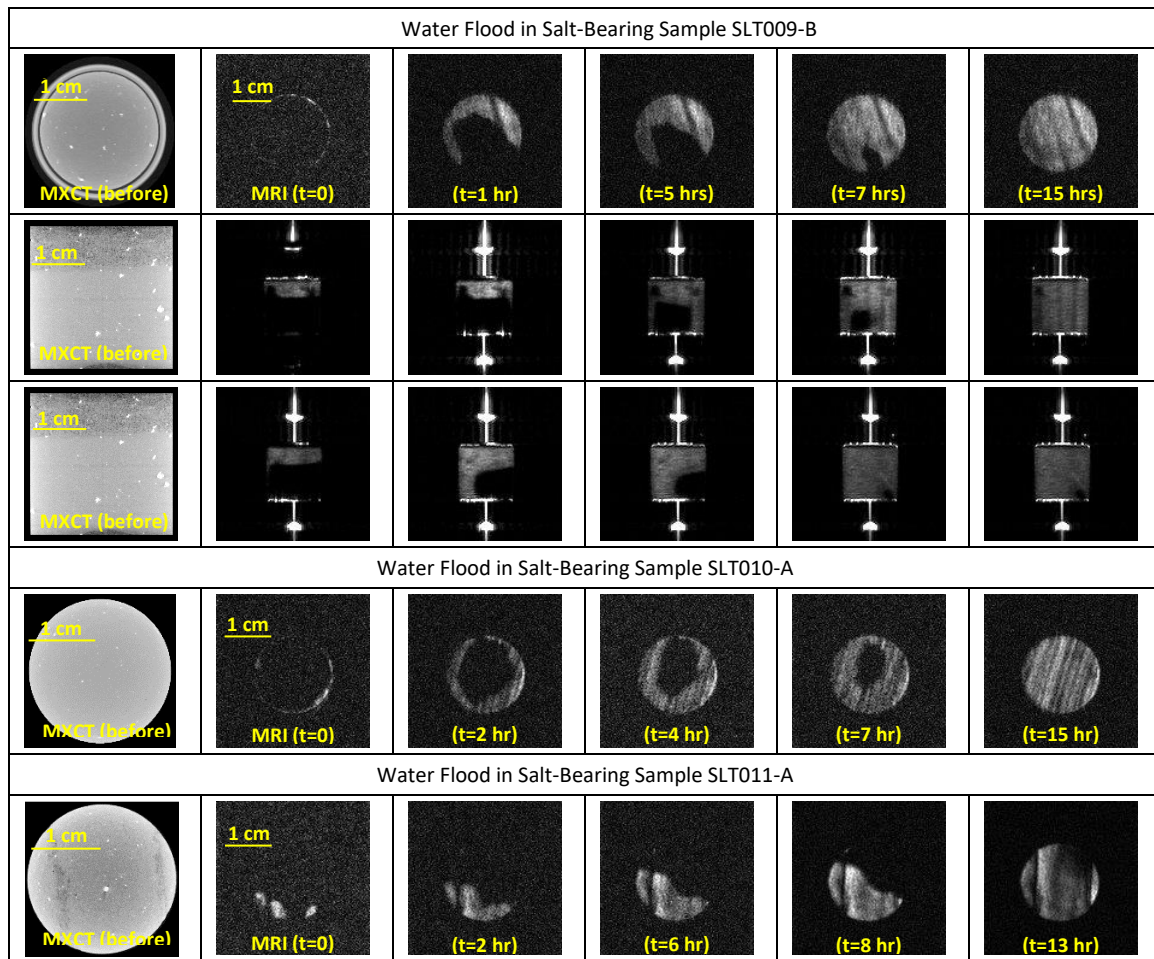 Water Flood in Salt-Bearing Sample SLT009-B
1 cm
MXCT (before)
1 cm
MRI (t=0)
(t=1 hr)
(t=5 hrs)
(t=7 hrs)
(t=15 hrs)
1 cm
MXCT (before)
1 cm
MXCT (before)
Water Flood in Salt-Bearing Sample SLT010-A
1 cm
MXCT (before)
1 cm
MRI (t=0)
(t=2 hr)
(t=4 hr)
(t=7 hr)
(t=15 hr)
Water Flood in Salt-Bearing Sample SLT011-A
1 cm
MXCT (before)
1 cm
MRI (t=0)
(t=2 hr)
(t=6 hr)
(t=8 hr)
(t=13 hr)